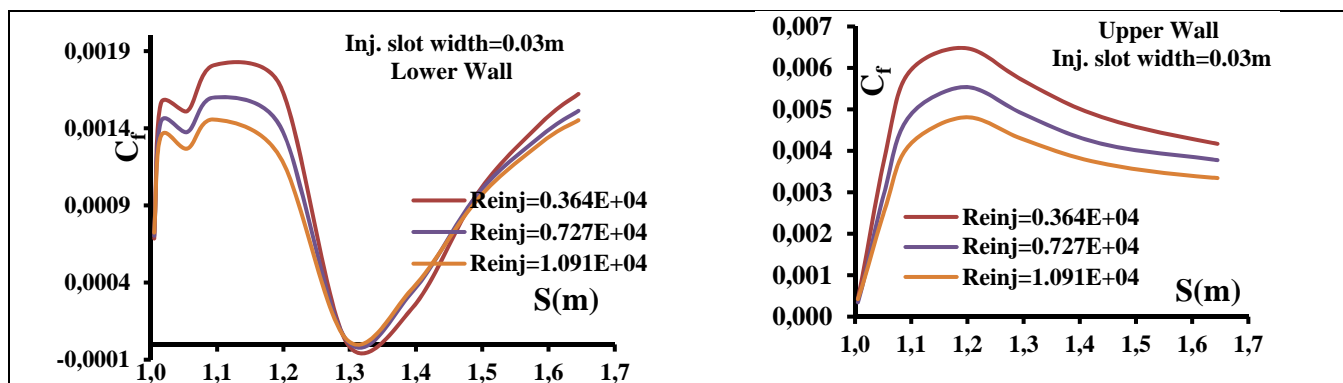 Inj. slot width=0.03m
Lower Wall
0,0019
0,0014
0,0009
0,0004
-0,0001
Cf
Reinj=0.364E+04
Reinj=0.727E+04
Reinj=1.091E+04
S(m)
1,0 1,1 1,2 1,3 1,4 1,5 1,6 1,7
Upper Wall
Inj. slot width=0.03m
0,007
0,006
0,005
0,004
0,003
0,002
0,001
0,000
Cf
Reinj=0.364E+04
Reinj=0.727E+04
Reinj=1.091E+04
S(m)
1,0 1,1 1,2 1,3 1,4 1,5 1,6 1,7